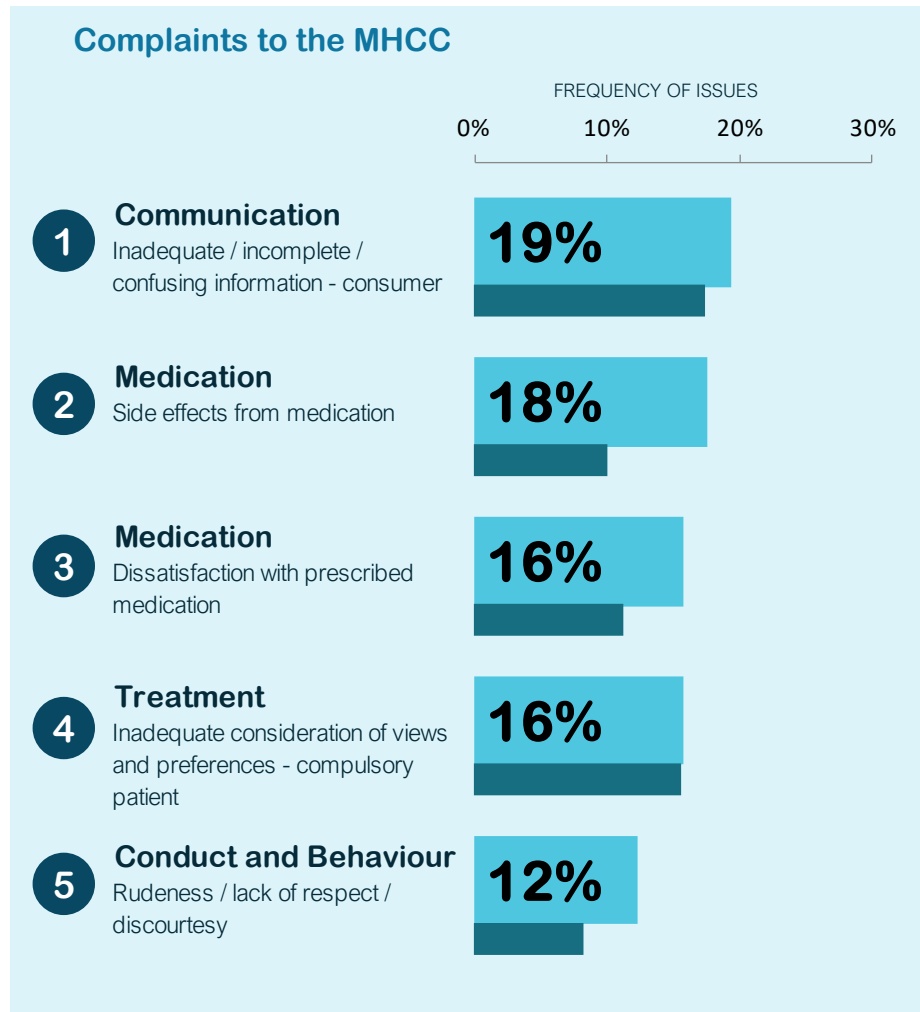 Complaints to the MHCC
FREQUENCY OF ISSUES
0% 10% 20% 30%
1 Communication
Inadequate / incomplete /
confusing information - consumer
19%
2 Medication
Side effects from medication
18%
3 Medication
Dissatisfaction with prescribed
medication
16%
4 Treatment
Inadequate consideration of views
and preferences - compulsory
patient
16%
5 Conduct and Behaviour
Rudeness / lack of respect /
discourtesy
12%